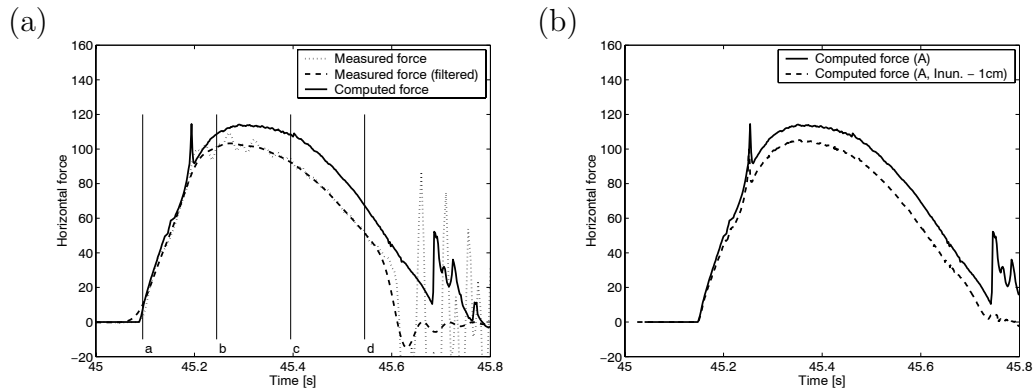 (a)
160
140
120
100
80
60
40
20
0
−20
Horizontal force
45
45.2
45.4
45.6
45.8
Time [s]
Measured force
Measured force (filtered)
Computed force
a
b
c
d
(b)
160
140
120
100
80
60
40
20
0
−20
Horizontal force
45
45.2
45.4
45.6
45.8
Time [s]
Computed force (A)
Computed force (A, Inun. − 1cm)